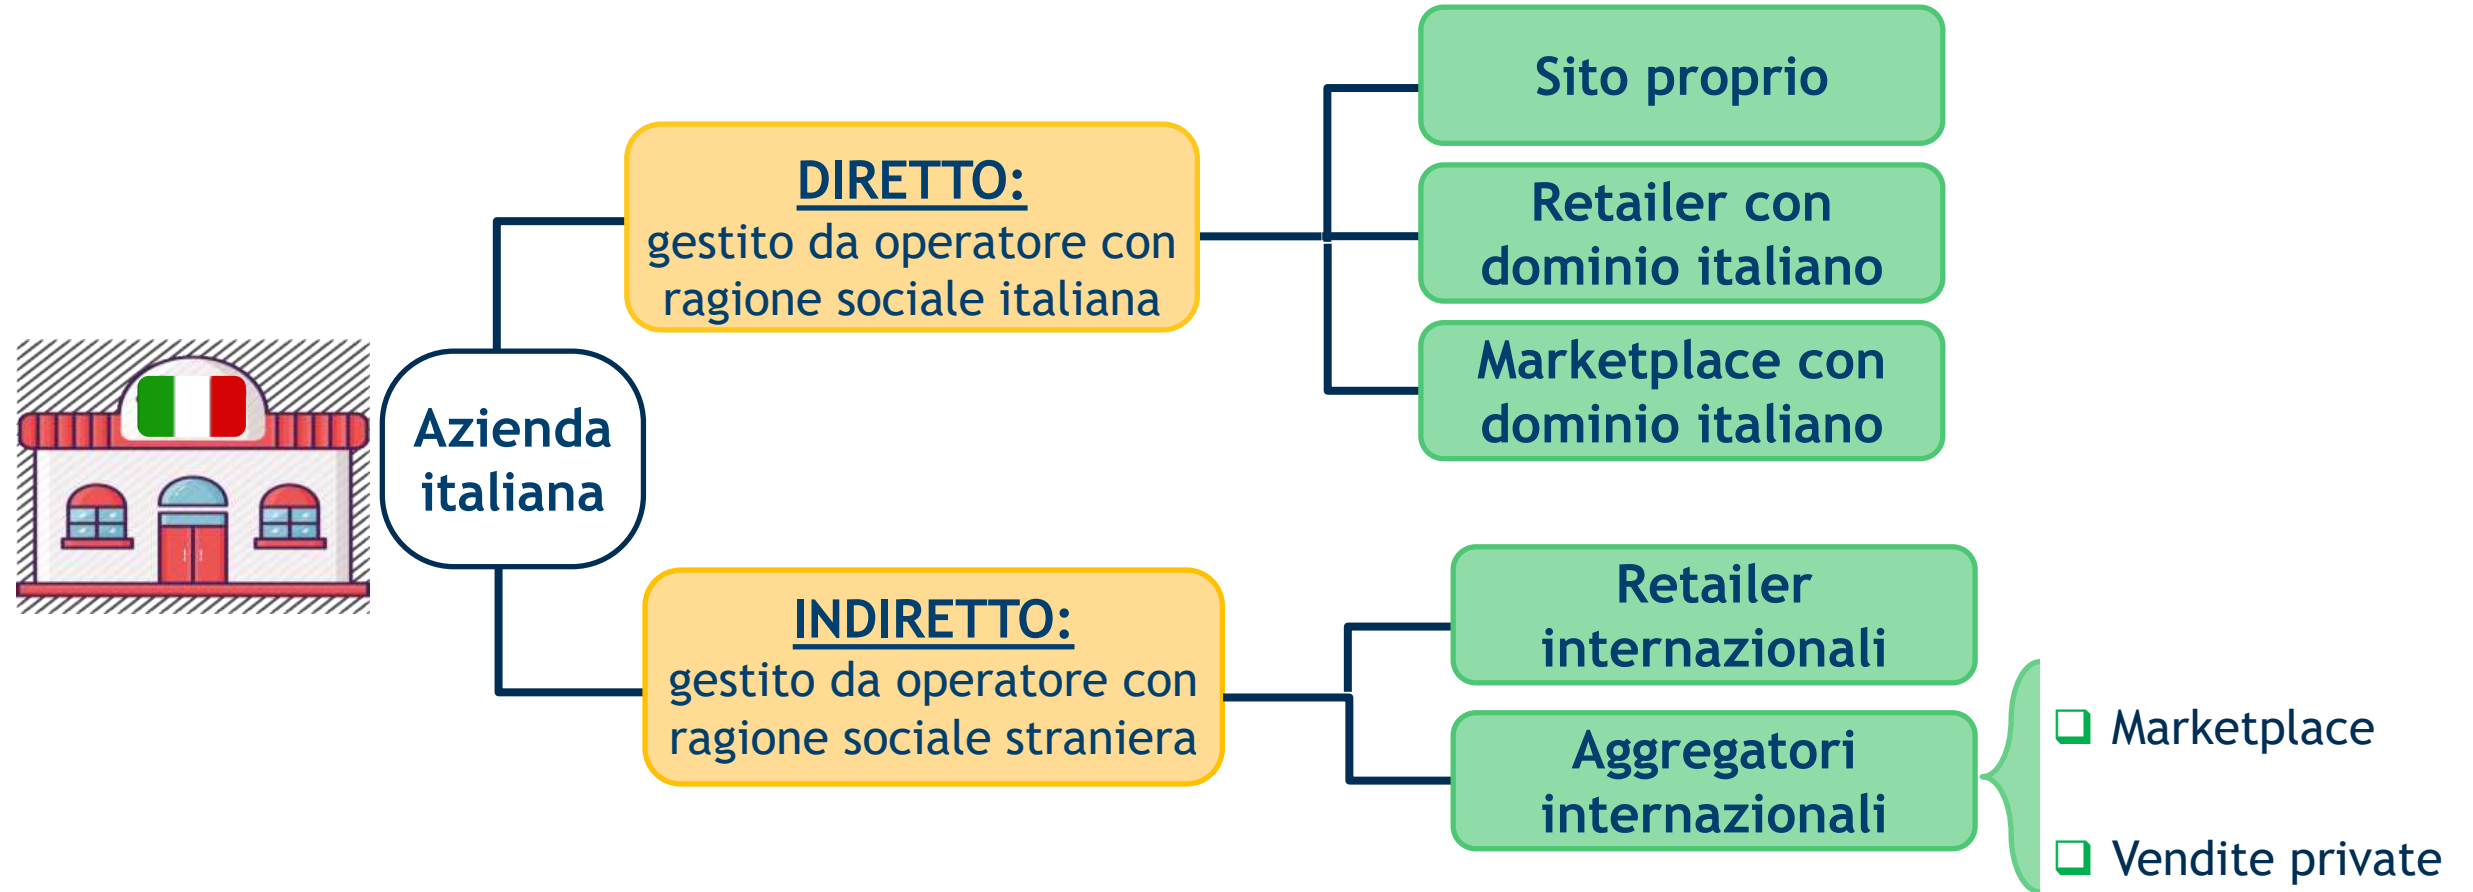 Azienda
italiana
DIRETTO:
gestito da operatore con
ragione sociale italiana
Sito proprio
Retailer con
dominio italiano
Marketplace con
dominio italiano
INDIRETTO:
gestito da operatore con
ragione sociale straniera
Retailer
internazionali
Aggregatori
internazionali
Marketplace
Vendite private